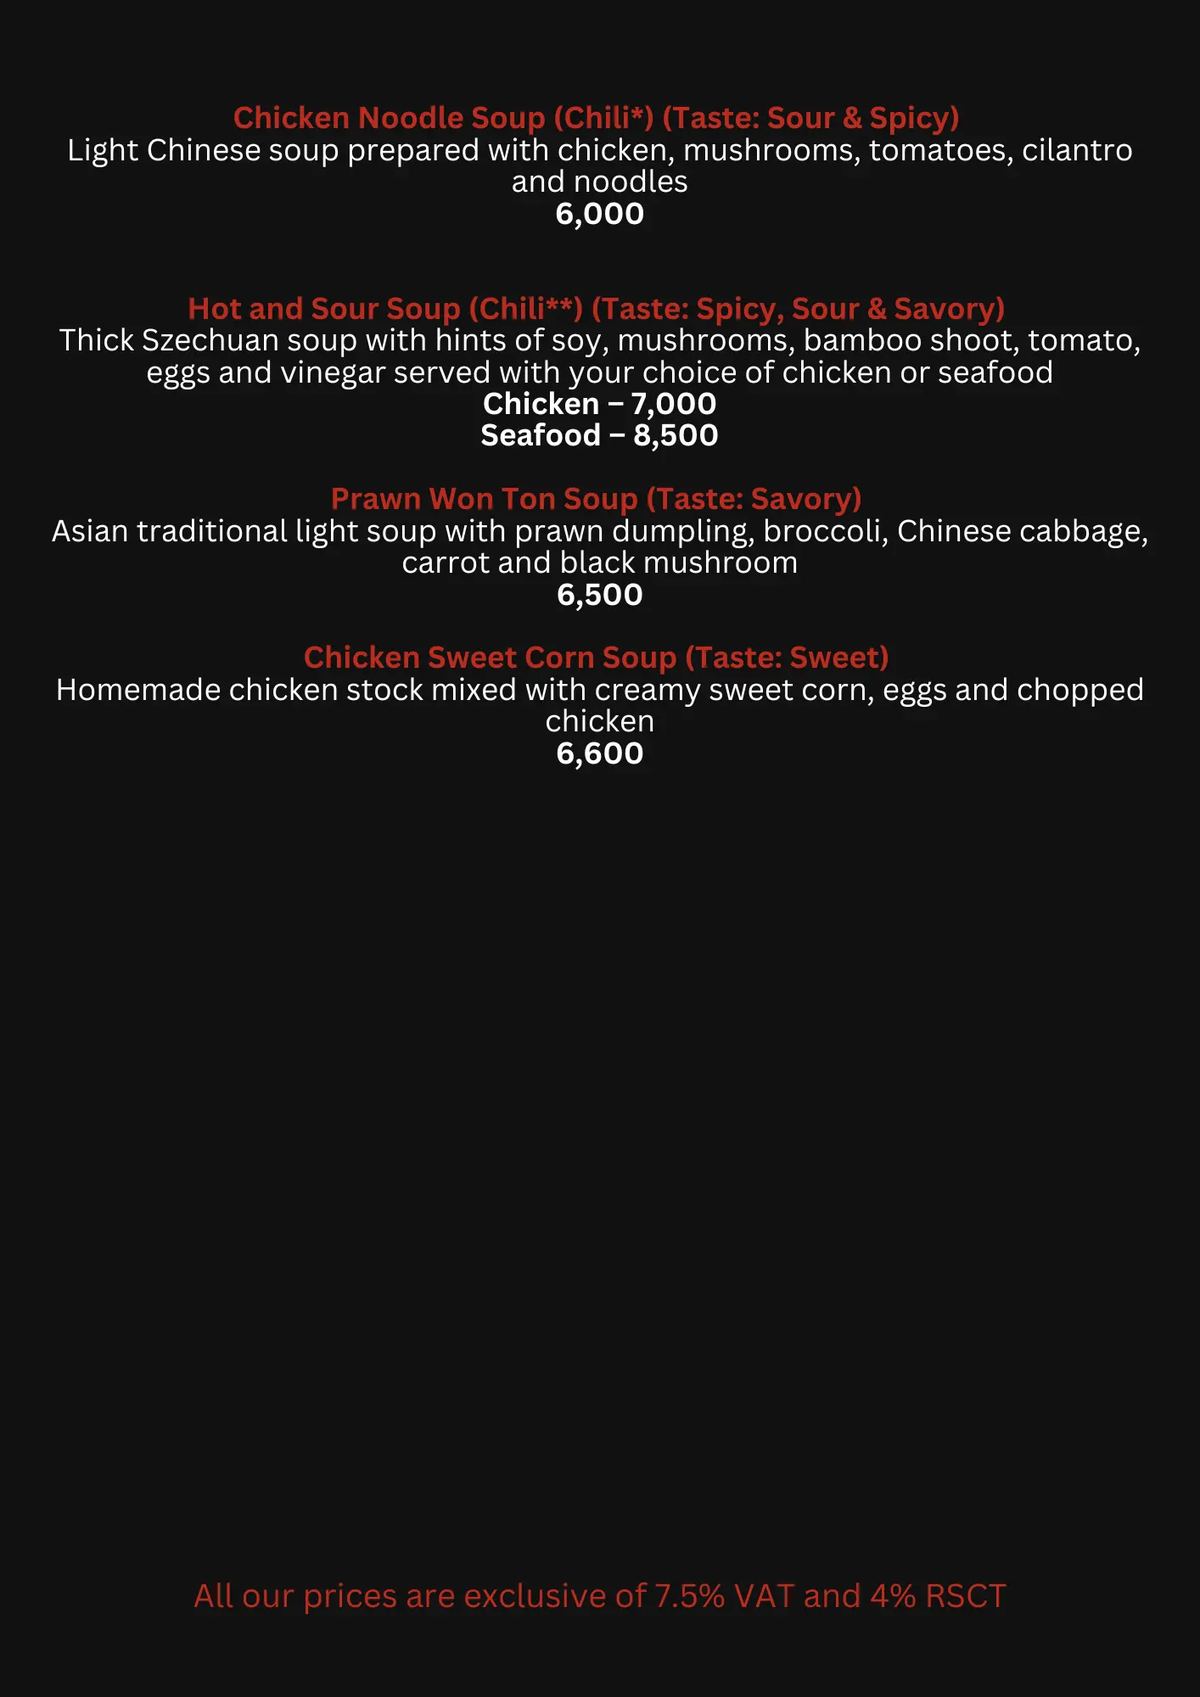 Chicken Noodle Soup (Chili*) (Taste: Sour & Spicy)
Light Chinese soup prepared with chicken, mushrooms, tomatoes, cilantro
and noodles
6,000
Hot and Sour Soup (Chili**) (Taste: Spicy, Sour & Savory)
Thick Szechuan soup with hints of soy, mushrooms, bamboo shoot, tomato,
eggs and vinegar served with your choice of chicken or seafood
Chicken – 7,000
Seafood – 8,500
Prawn Won Ton Soup (Taste: Savory)
Asian traditional light soup with prawn dumpling, broccoli, Chinese cabbage,
carrot and black mushroom
6,500
Chicken Sweet Corn Soup (Taste: Sweet)
Homemade chicken stock mixed with creamy sweet corn, eggs and chopped
chicken
6,600
All our prices are exclusive of 7.5% VAT and 4% RSCT